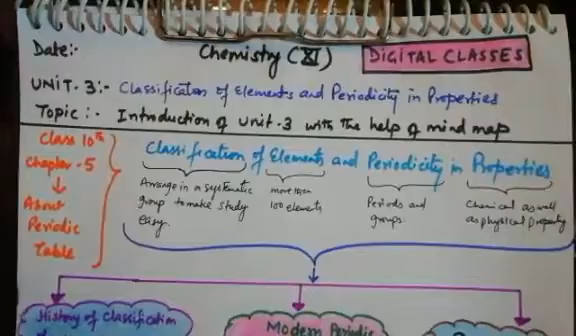 Date:- Chemistry (XI) DIGITAL CLASSES
UNIT-3:- Classification of Elements and Periodicity in Properties
Topic:- Introduction of Unit-3 with the help of mind map
Class 10th
Chapter-5
↓
About
Periodic
Table
Classification of Elements and Periodicity in Properties
Arrange in a systematic
group to make study
easy.
more than
100 elements
Periods and
groups.
Chemical as well
as physical property
History of Classification
Modern Periodic